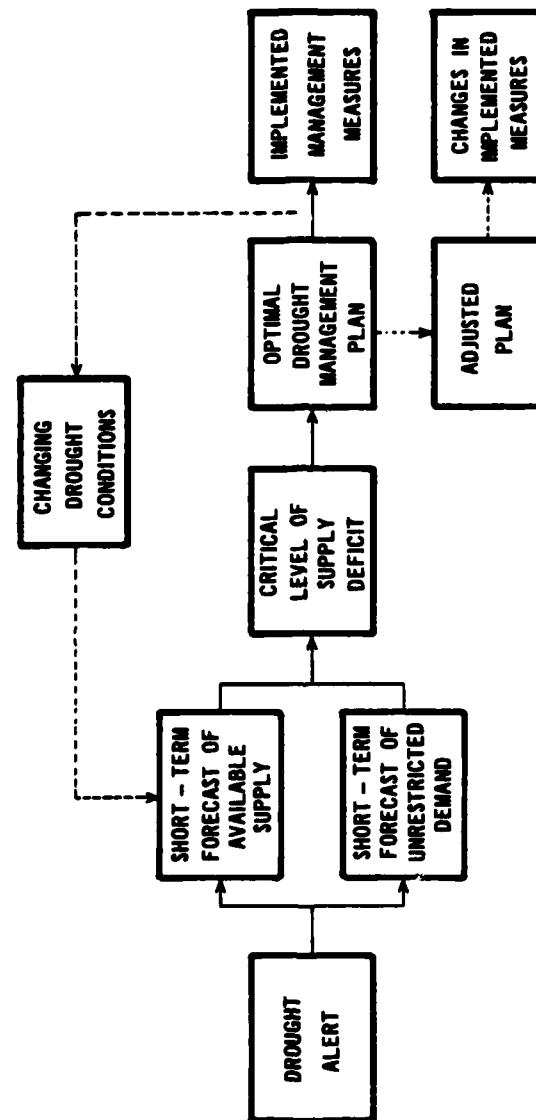 DROUGHT
ALERT
SHORT-TERM
FORECAST OF
AVAILABLE
SUPPLY
SHORT-TERM
FORECAST OF
UNRESTRICTED
DEMAND
CHANGING
DROUGHT
CONDITIONS
CRITICAL
LEVEL OF
SUPPLY
DEFICIT
OPTIMAL
DROUGHT
MANAGEMENT
PLAN
IMPLEMENTED
MANAGEMENT
MEASURES
ADJUSTED
PLAN
CHANGES IN
IMPLEMENTED
MEASURES